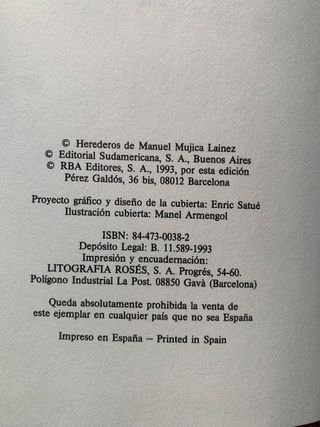 © Herederos de Manuel Mujica Lainez
© Editorial Sudamericana, S. A., Buenos Aires
© RBA Editores, S. A., 1993, por esta edición
Pérez Galdós, 36 bis, 08012 Barcelona
Proyecto gráfico y diseño de la cubierta: Enric Satué
Ilustración cubierta: Manel Armengol
ISBN: 84-473-0038-2
Depósito Legal: B. 11.589-1993
Impresión y encuadernación:
LITOGRAFIA ROSÉS, S. A. Progrés, 54-60.
Polígono Industrial La Post. 08850 Gavà (Barcelona)
Queda absolutamente prohibida la venta de
este ejemplar en cualquier país que no sea España
Impreso en España — Printed in Spain